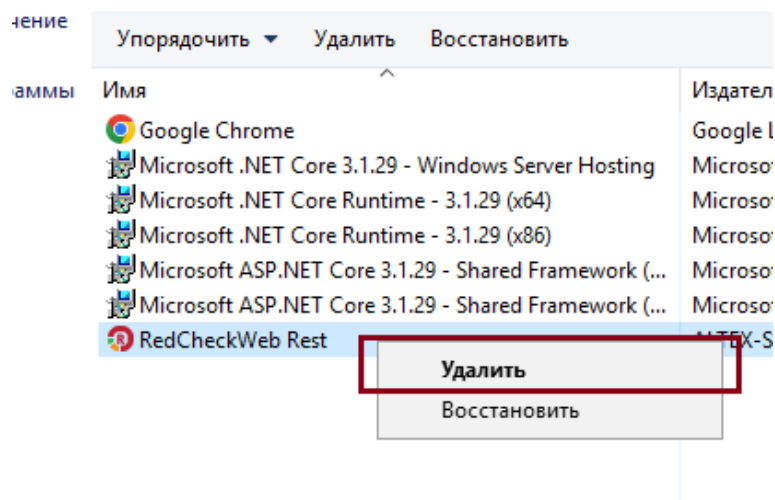 чение
Упорядочить Удалить Восстановить
аммы
Имя Издател
Google Chrome Google L
Microsoft .NET Core 3.1.29 - Windows Server Hosting Microsof
Microsoft .NET Core Runtime - 3.1.29 (x64) Microsof
Microsoft .NET Core Runtime - 3.1.29 (x86) Microsof
Microsoft ASP.NET Core 3.1.29 - Shared Framework (... Microsof
Microsoft ASP.NET Core 3.1.29 - Shared Framework (... Microsof
RedCheckWeb Rest ALTEX-S
Удалить
Восстановить